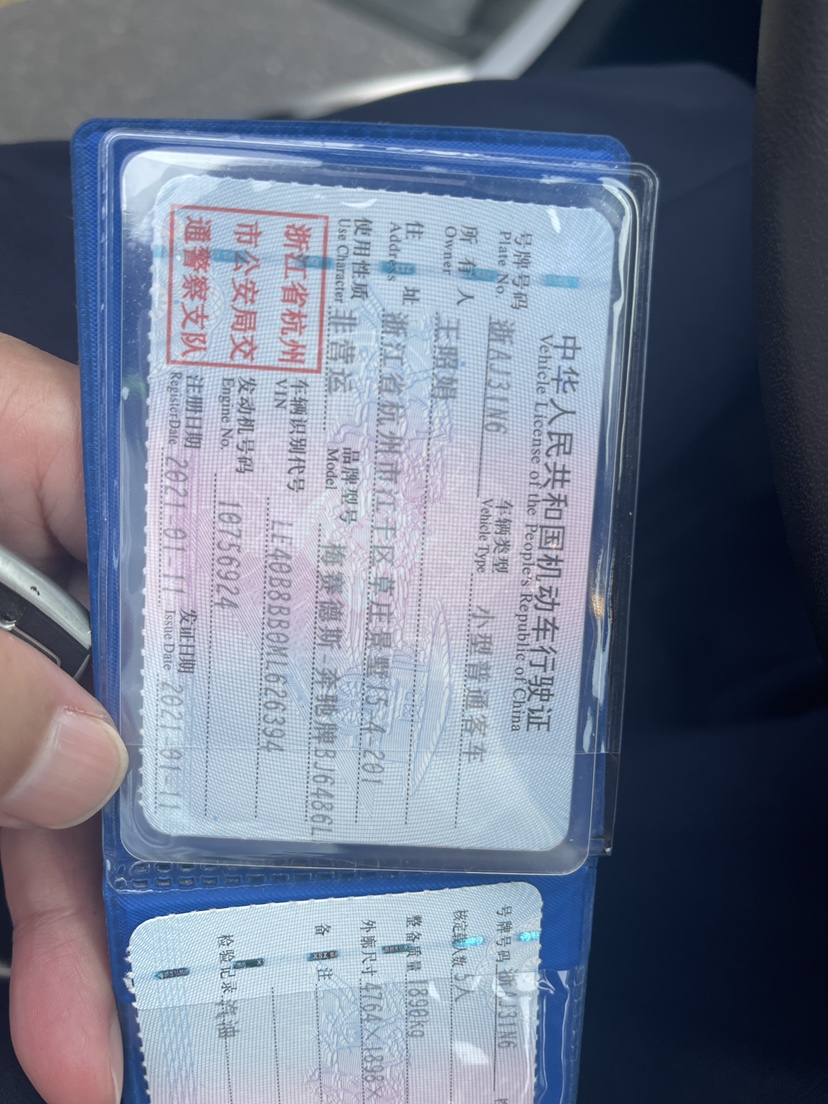 中华人民共和国机动车行驶证
Vehicle License of the People's Republic of China
号牌号码 浙AJ31N6 车辆类型 小型普通客车
Plate No. Vehicle Type
所有人 王昭娟
Owner
住址 浙江省杭州市江干区草庄景墅15-4-201
Address
使用性质 非营运 品牌型号 梅赛德斯-奔驰牌BJ6486L
Use Character Model
浙江省杭州
市公安局交
通警察支队
车辆识别代号 LE40B8BB0ML626394
VIN
发动机号码 10756924
Engine No.
注册日期 2021-01-11 发证日期 2021-01-11
Register Date Issue Date
号牌号码 浙AJ31N6
核定载人数 5人
整备质量 1890kg
外廓尺寸 4764×1898×
备注
检验记录 汽油